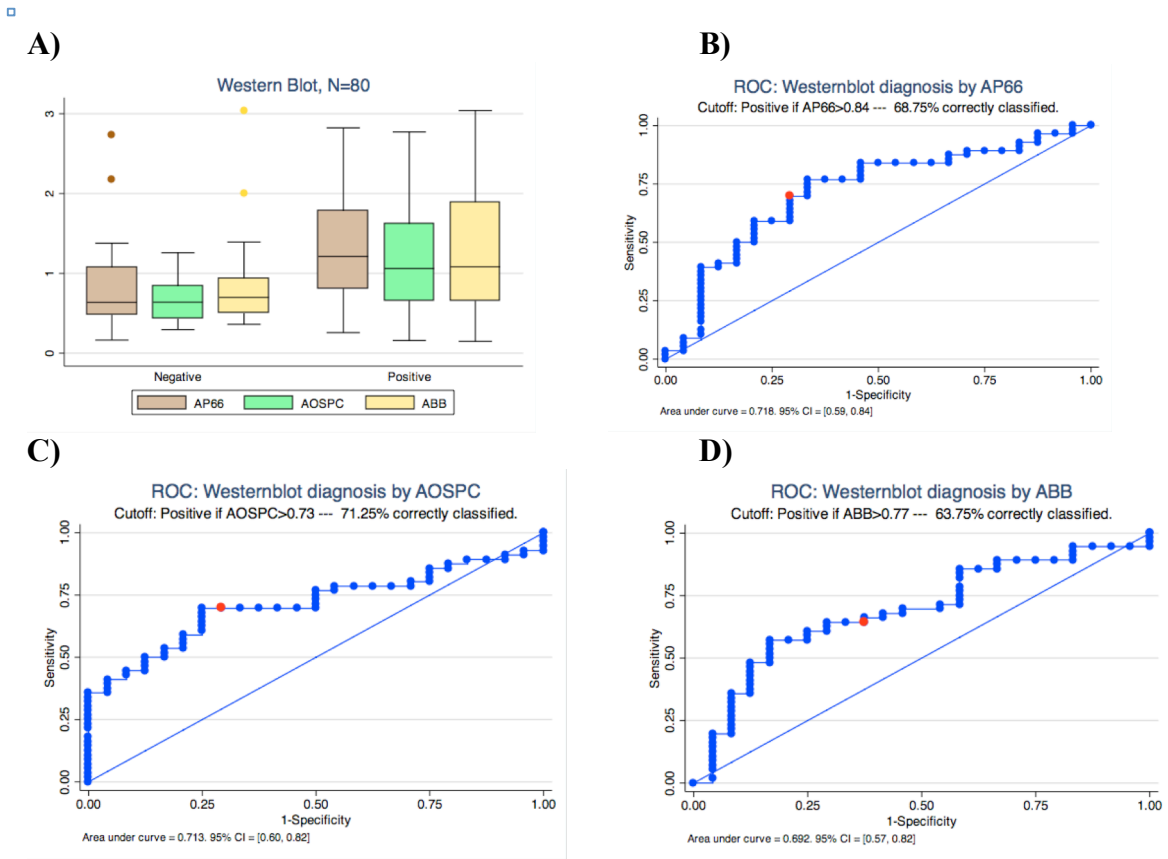 A)
Western Blot, N=80
3
2
1
0
Negative
Positive
AP66
AOSPC
ABB
B)
ROC: Westernblot diagnosis by AP66
Cutoff: Positive if AP66>0.84 --- 68.75% correctly classified.
Sensitivity
1.00
0.75
0.50
0.25
0.00
0.00
0.25
0.50
0.75
1.00
1-Specificity
Area under curve = 0.718. 95% CI = [0.59, 0.84]
C)
ROC: Westernblot diagnosis by AOSPC
Cutoff: Positive if AOSPC>0.73 --- 71.25% correctly classified.
Sensitivity
1.00
0.75
0.50
0.25
0.00
0.00
0.25
0.50
0.75
1.00
1-Specificity
Area under curve = 0.713. 95% CI = [0.60, 0.82]
D)
ROC: Westernblot diagnosis by ABB
Cutoff: Positive if ABB>0.77 --- 63.75% correctly classified.
Sensitivity
1.00
0.75
0.50
0.25
0.00
0.00
0.25
0.50
0.75
1.00
1-Specificity
Area under curve = 0.692. 95% CI = [0.57, 0.82]